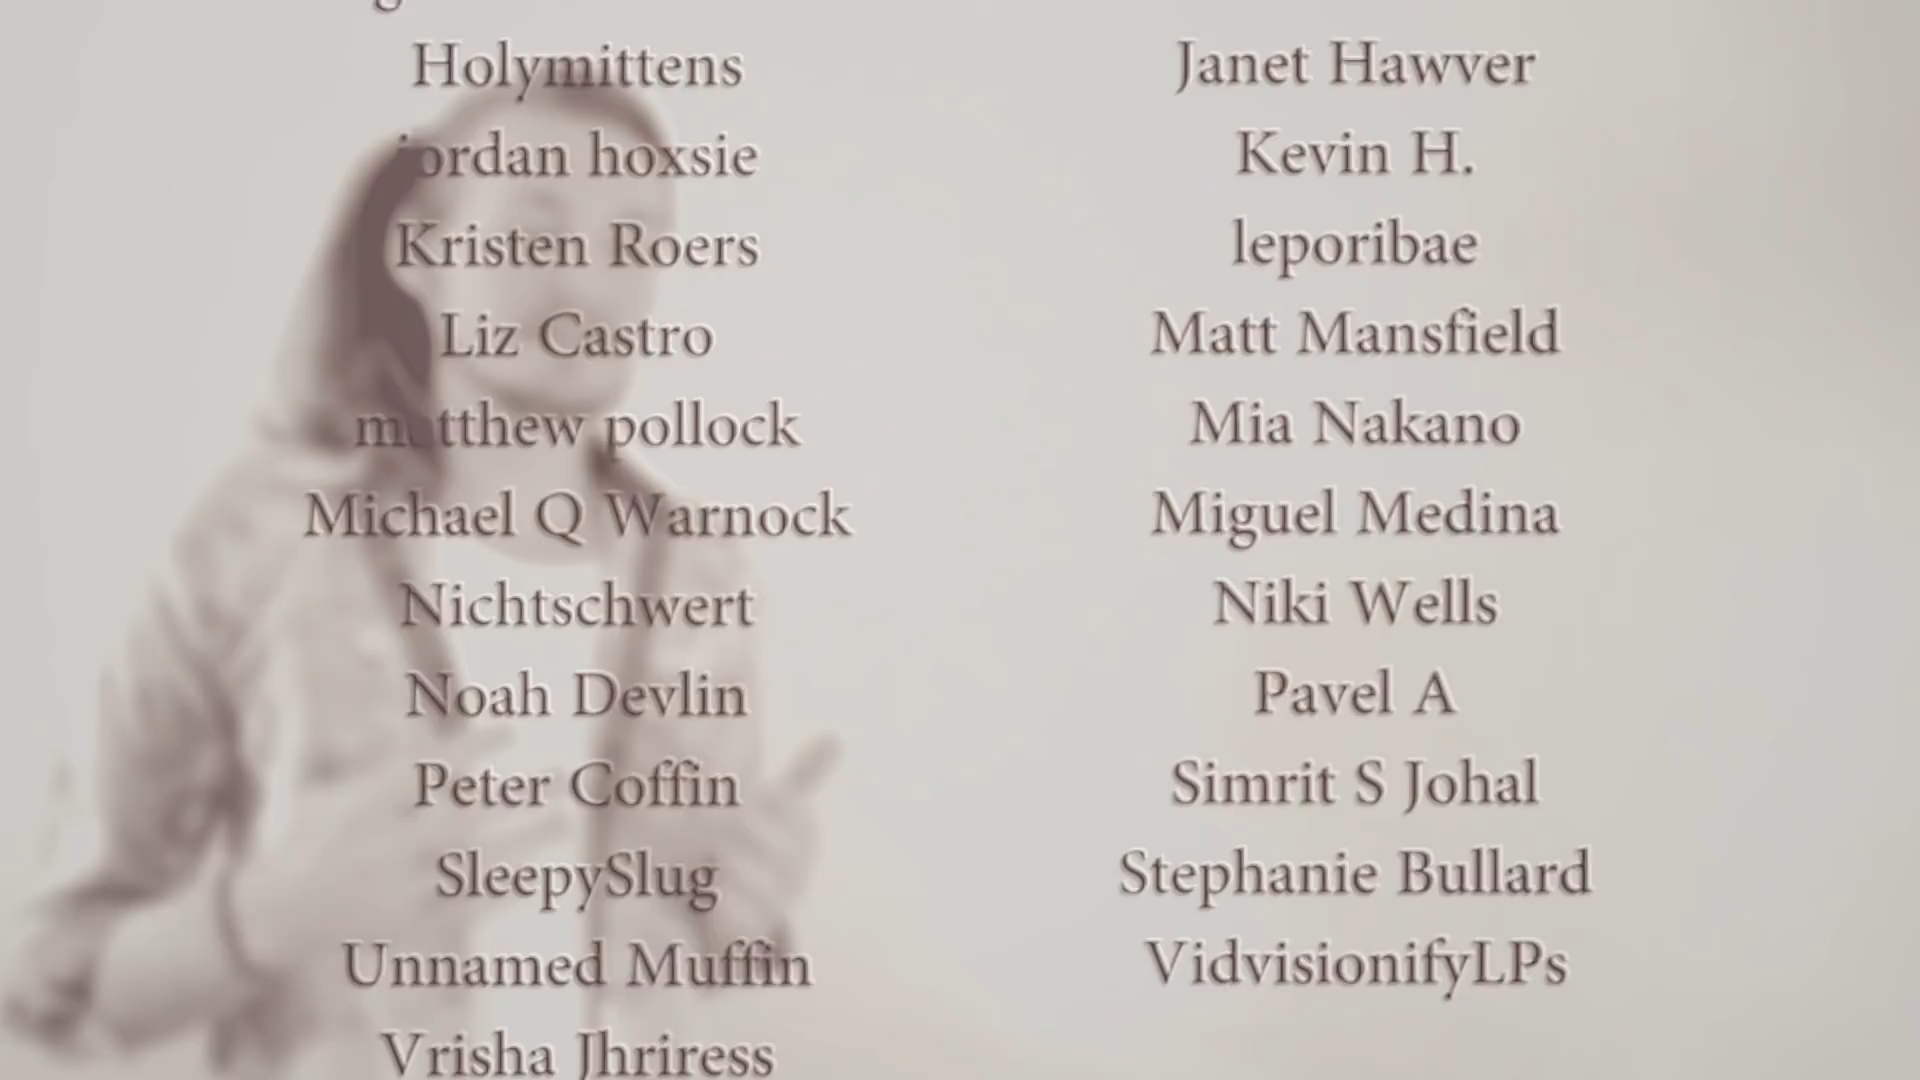 Holymittens
jordan hoxsie
Kristen Roers
Liz Castro
matthew pollock
Michael Q Warnock
Nichtschwert
Noah Devlin
Peter Coffin
SleepySlug
Unnamed Muffin
Vrisha Jhriress
Janet Hawver
Kevin H.
leporibae
Matt Mansfield
Mia Nakano
Miguel Medina
Niki Wells
Pavel A
Simrit S Johal
Stephanie Bullard
VidvisionifyLPs